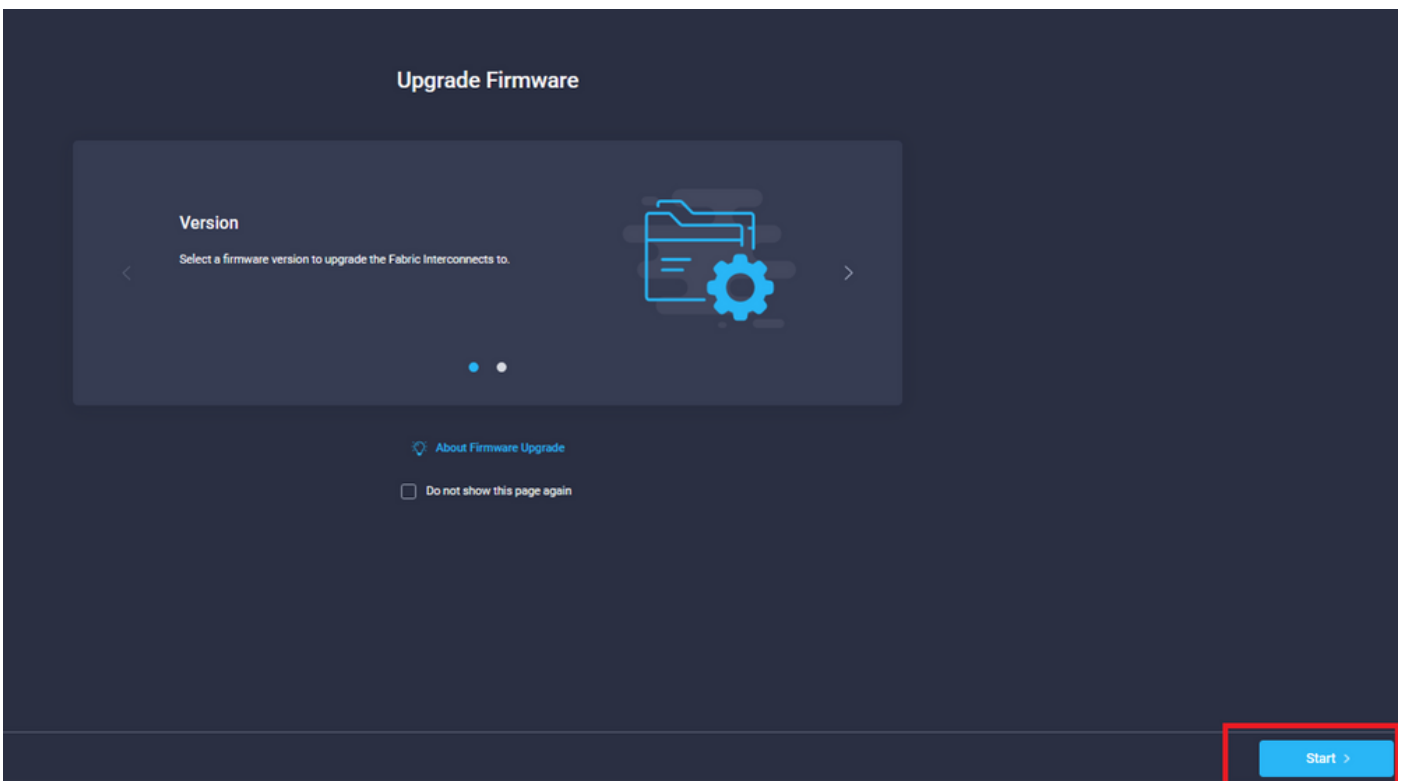 Upgrade Firmware
Version
Select a firmware version to upgrade the Fabric Interconnects to.
About Firmware Upgrade
Do not show this page again
Start